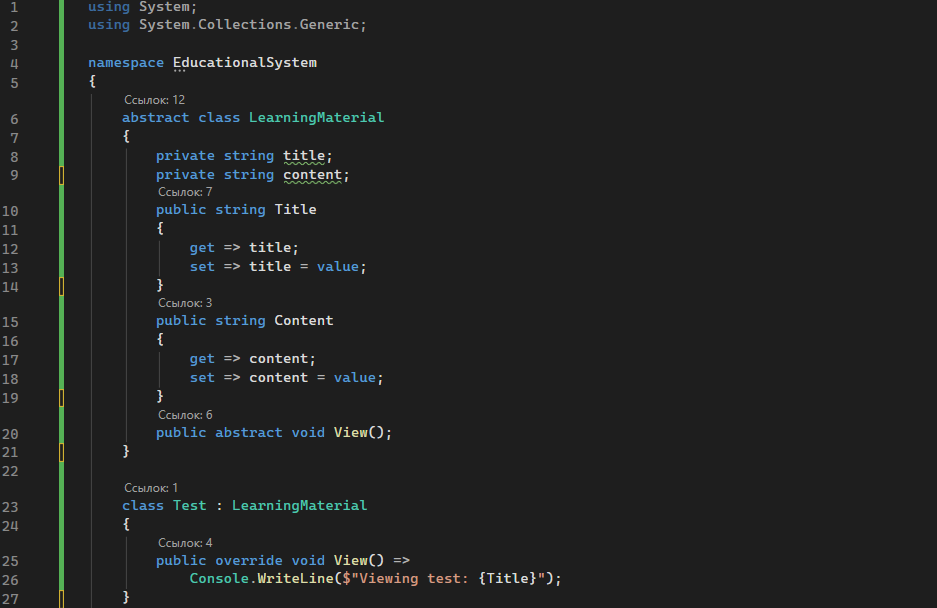 1 using System;
2 using System.Collections.Generic;
3
4 namespace EducationalSystem
5 {
Ссылок: 12
6 abstract class LearningMaterial
7 {
8 private string title;
9 private string content;
Ссылок: 7
10 public string Title
11 {
12 get => title;
13 set => title = value;
14 }
Ссылок: 3
15 public string Content
16 {
17 get => content;
18 set => content = value;
19 }
Ссылок: 6
20 public abstract void View();
21 }
22
Ссылок: 1
23 class Test : LearningMaterial
24 {
Ссылок: 4
25 public override void View() =>
26 Console.WriteLine($"Viewing test: {Title}");
27 }